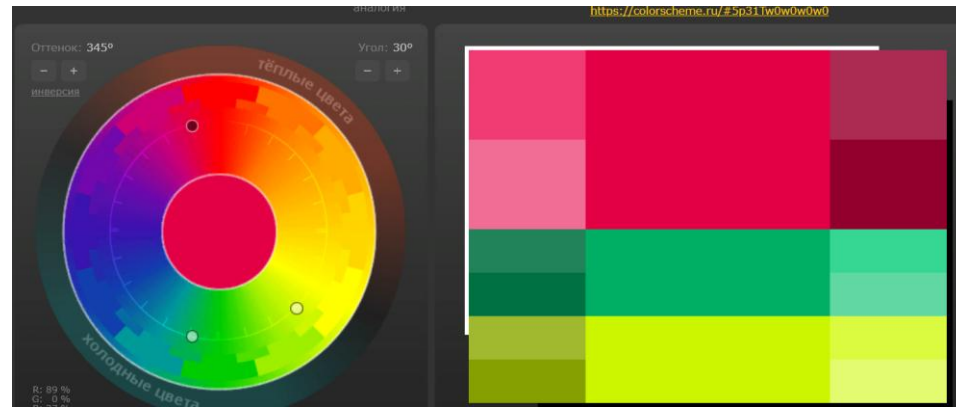 аналогия
https://colorscheme.ru/#5p31Tw0w0w0w0
Оттенок: 345º
Угол: 30º
− +
− +
инверсия
тёплые цвета
холодные цвета
R: 89 %
G: 0 %